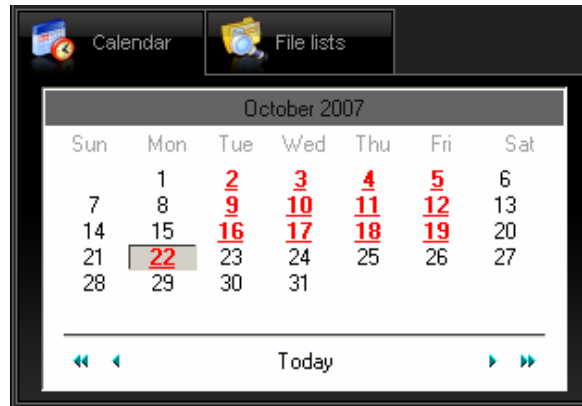 Calendar File lists
October 2007
Sun Mon Tue Wed Thu Fri Sat
1 2 3 4 5 6
7 8 9 10 11 12 13
14 15 16 17 18 19 20
21 22 23 24 25 26 27
28 29 30 31
Today